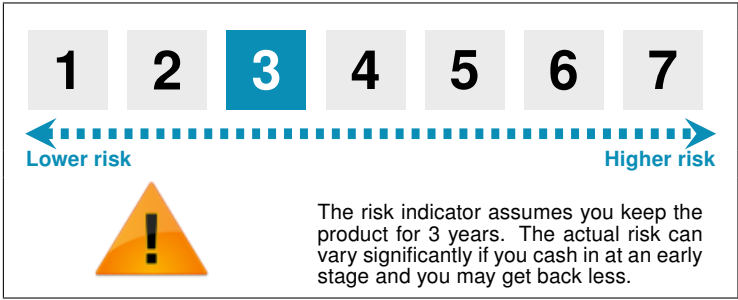 1 2 3 4 5 6 7
Lower risk Higher risk
!
The risk indicator assumes you keep the
product for 3 years. The actual risk can
vary significantly if you cash in at an early
stage and you may get back less.